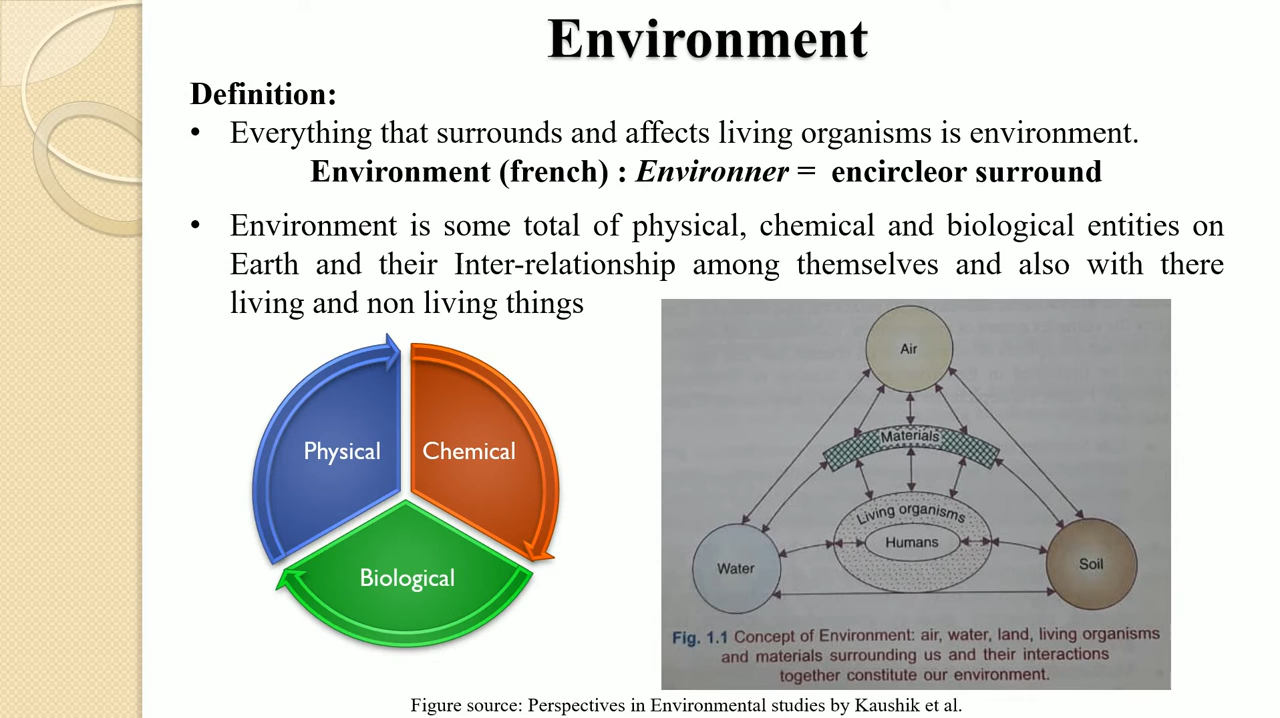 Environment
Definition:
• Everything that surrounds and affects living organisms is environment.
Environment (french) : Environner = encircleor surround
• Environment is some total of physical, chemical and biological entities on
Earth and their Inter-relationship among themselves and also with there
living and non living things
Physical
Chemical
Biological
Air
Materials
Living organisms
Humans
Water
Soil
Fig. 1.1 Concept of Environment: air, water, land, living organisms
and materials surrounding us and their interactions
together constitute our environment.
Figure source: Perspectives in Environmental studies by Kaushik et al.